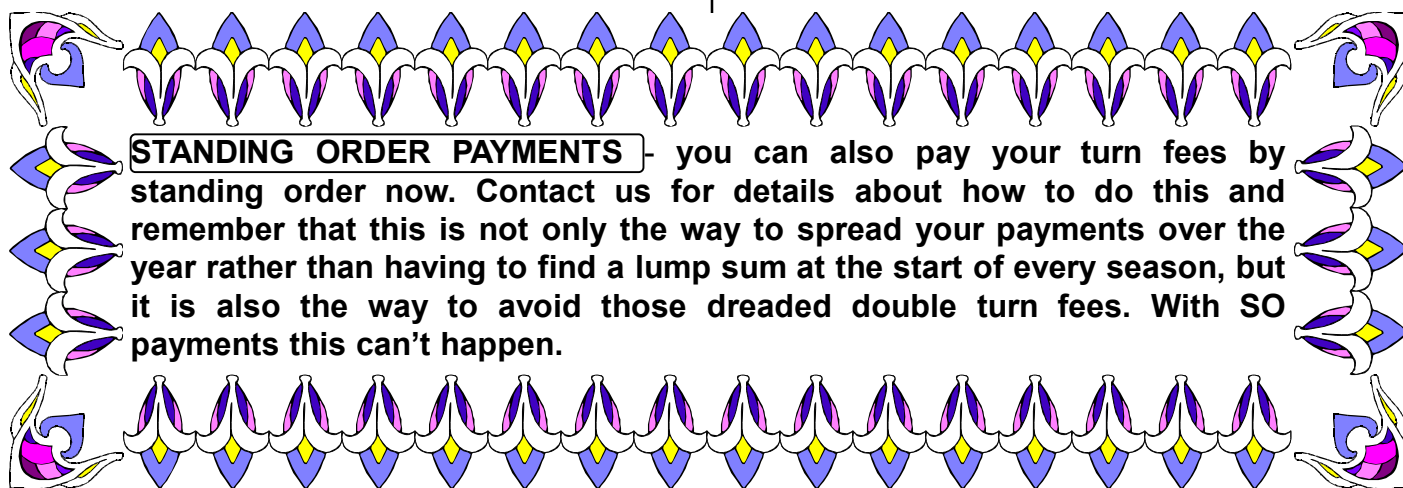 STANDING ORDER PAYMENTS - you can also pay your turn fees by
standing order now. Contact us for details about how to do this and
remember that this is not only the way to spread your payments over the
year rather than having to find a lump sum at the start of every season, but
it is also the way to avoid those dreaded double turn fees. With SO
payments this can’t happen.